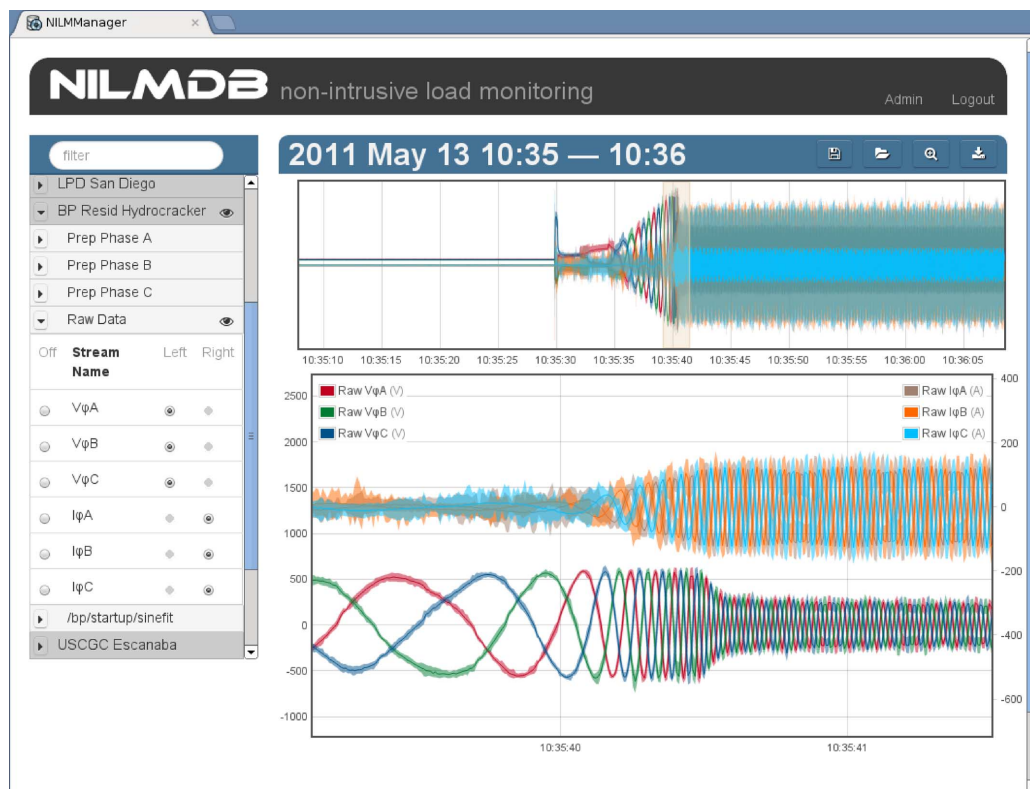 NILMManager ×
NILMDB non-intrusive load monitoring
Admin Logout
filter
LPD San Diego
BP Resid Hydrocracker
Prep Phase A
Prep Phase B
Prep Phase C
Raw Data
Off Stream Name Left Right
VφA
VφB
VφC
IφA
IφB
IφC
/bp/startup/sinefit
USCGC Escanaba
2011 May 13 10:35 — 10:36
10:35:10 10:35:15 10:35:20 10:35:25 10:35:30 10:35:35 10:35:40 10:35:45 10:35:50 10:35:55 10:36:00 10:36:05
Raw VφA (V)
Raw VφB (V)
Raw VφC (V)
Raw IφA (A)
Raw IφB (A)
Raw IφC (A)
2500
2000
1500
1000
500
0
-500
-1000
400
200
0
-200
-400
-600
10:35:40 10:35:41